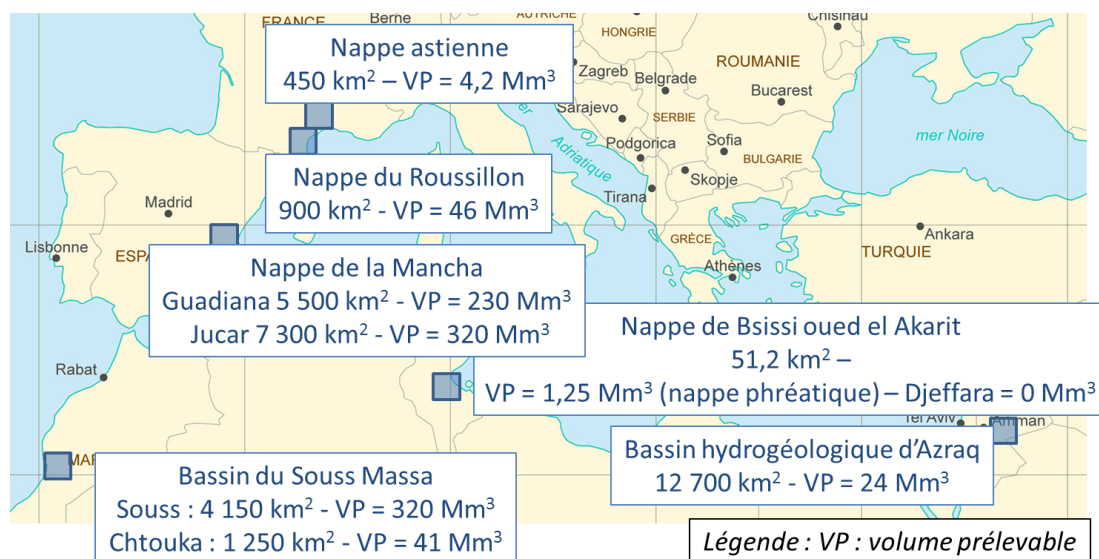 FRANCE
Berne
AUTRICHE
HONGRIE
Chisinau
Nappe astienne
450 km² – VP = 4,2 Mm³
Zagreb
Belgrade
ROUMANIE
Bucarest
Sarajevo
SERBIE
mer Noire
Adriatique
Podgorica
Sofia
BULGARIE
Skopje
Tirana
Nappe du Roussillon
900 km² - VP = 46 Mm³
Madrid
Lisbonne
ESPA
GRÈCE
Athènes
Ankara
TURQUIE
Nappe de la Mancha
Guadiana 5 500 km² - VP = 230 Mm³
Jucar 7 300 km² - VP = 320 Mm³
Nappe de Bsissi oued el Akarit
51,2 km² –
VP = 1,25 Mm³ (nappe phréatique) – Djeffara = 0 Mm³
Rabat
Tel Aviv
Amman
Bassin hydrogéologique d'Azraq
12 700 km² - VP = 24 Mm³
MAR
Bassin du Souss Massa
Souss : 4 150 km² - VP = 320 Mm³
Chtouka : 1 250 km² - VP = 41 Mm³
Légende : VP : volume prélevable